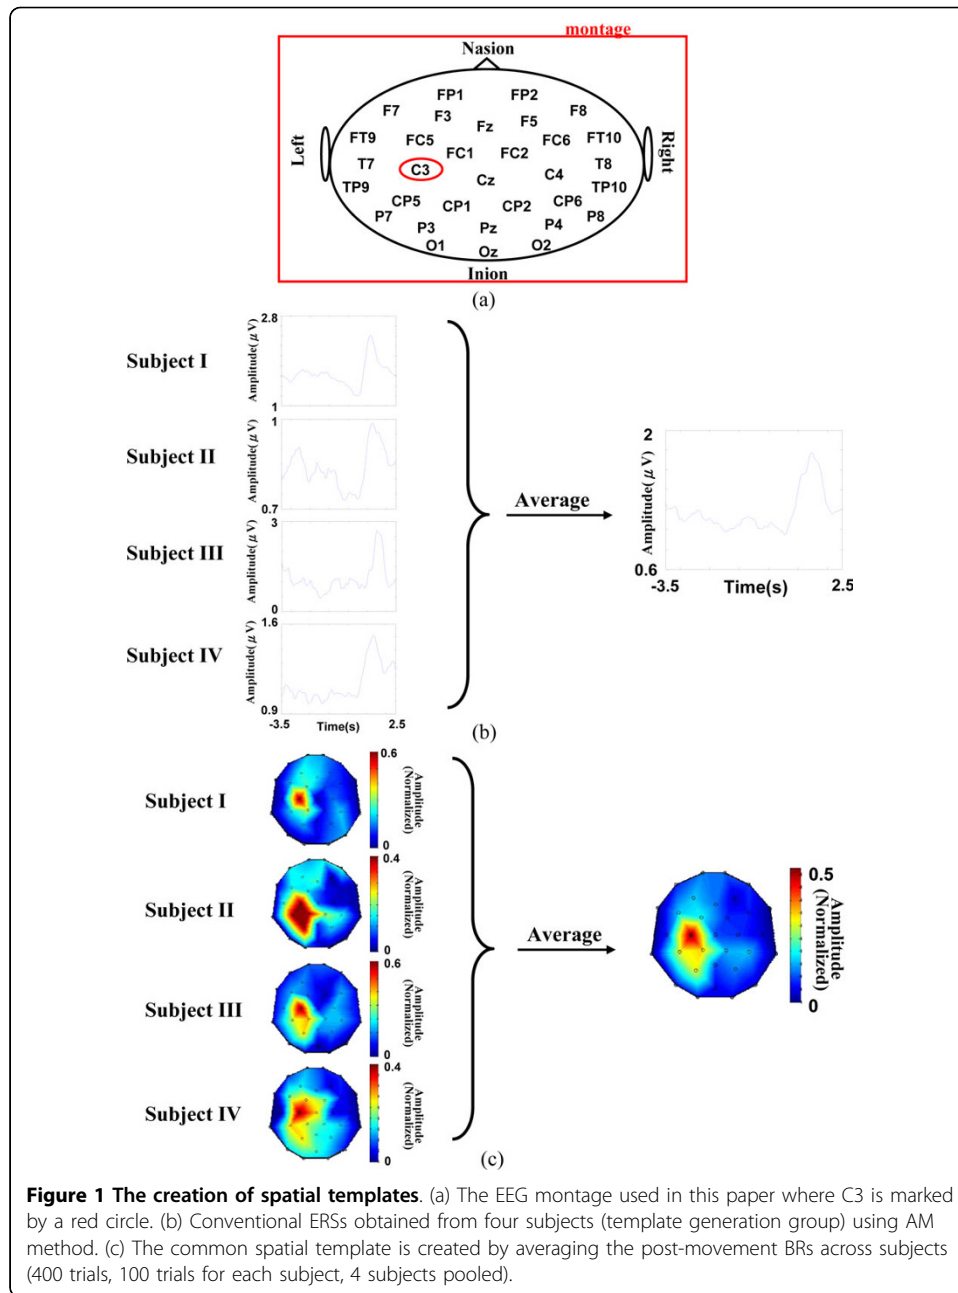 montage
Nasion
FP1 FP2
F7 F3 Fz F5 F8
FT9 FC5 FC1 FC2 FC6 FT10
Left
Right
T7 C3 Cz C4 T8
TP9 CP5 CP1 CP2 CP6 TP10
P7 P3 Pz P4 P8
O1 Oz O2
Inion
(a)
Subject I
Amplitude(μV)
2.8
1
Subject II
Amplitude(μV)
1
0.7
Subject III
Amplitude(μV)
3
0
Subject IV
Amplitude(μV)
1.6
0.9
-3.5 Time(s) 2.5
Average
Amplitude(μV)
2
0.6
-3.5 Time(s) 2.5
(b)
Subject I
0.6
0
Amplitude
(Normalized)
Subject II
0.4
0
Amplitude
(Normalized)
Subject III
0.6
0
Amplitude
(Normalized)
Subject IV
0.4
0
Amplitude
(Normalized)
Average
0.5
0
Amplitude
(Normalized)
(c)
Figure 1 The creation of spatial templates. (a) The EEG montage used in this paper where C3 is marked
by a red circle. (b) Conventional ERSs obtained from four subjects (template generation group) using AM
method. (c) The common spatial template is created by averaging the post-movement BRs across subjects
(400 trials, 100 trials for each subject, 4 subjects pooled).